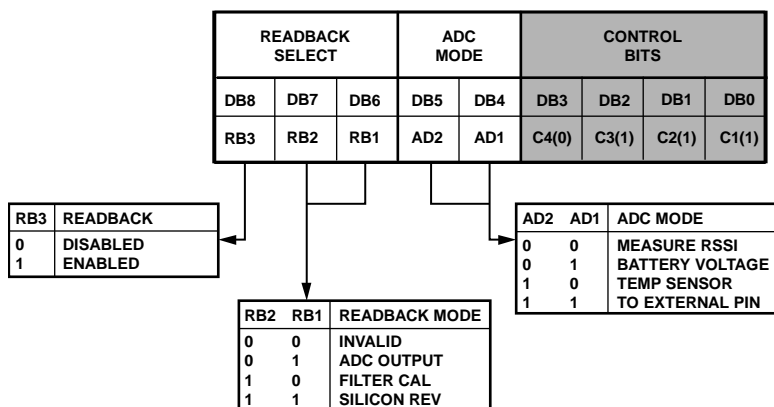 READBACK SELECT ADC MODE CONTROL BITS
DB8 DB7 DB6 DB5 DB4 DB3 DB2 DB1 DB0
RB3 RB2 RB1 AD2 AD1 C4(0) C3(1) C2(1) C1(1)
RB3 READBACK
0 DISABLED
1 ENABLED
AD2 AD1 ADC MODE
0 0 MEASURE RSSI
0 1 BATTERY VOLTAGE
1 0 TEMP SENSOR
1 1 TO EXTERNAL PIN
RB2 RB1 READBACK MODE
0 0 INVALID
0 1 ADC OUTPUT
1 0 FILTER CAL
1 1 SILICON REV